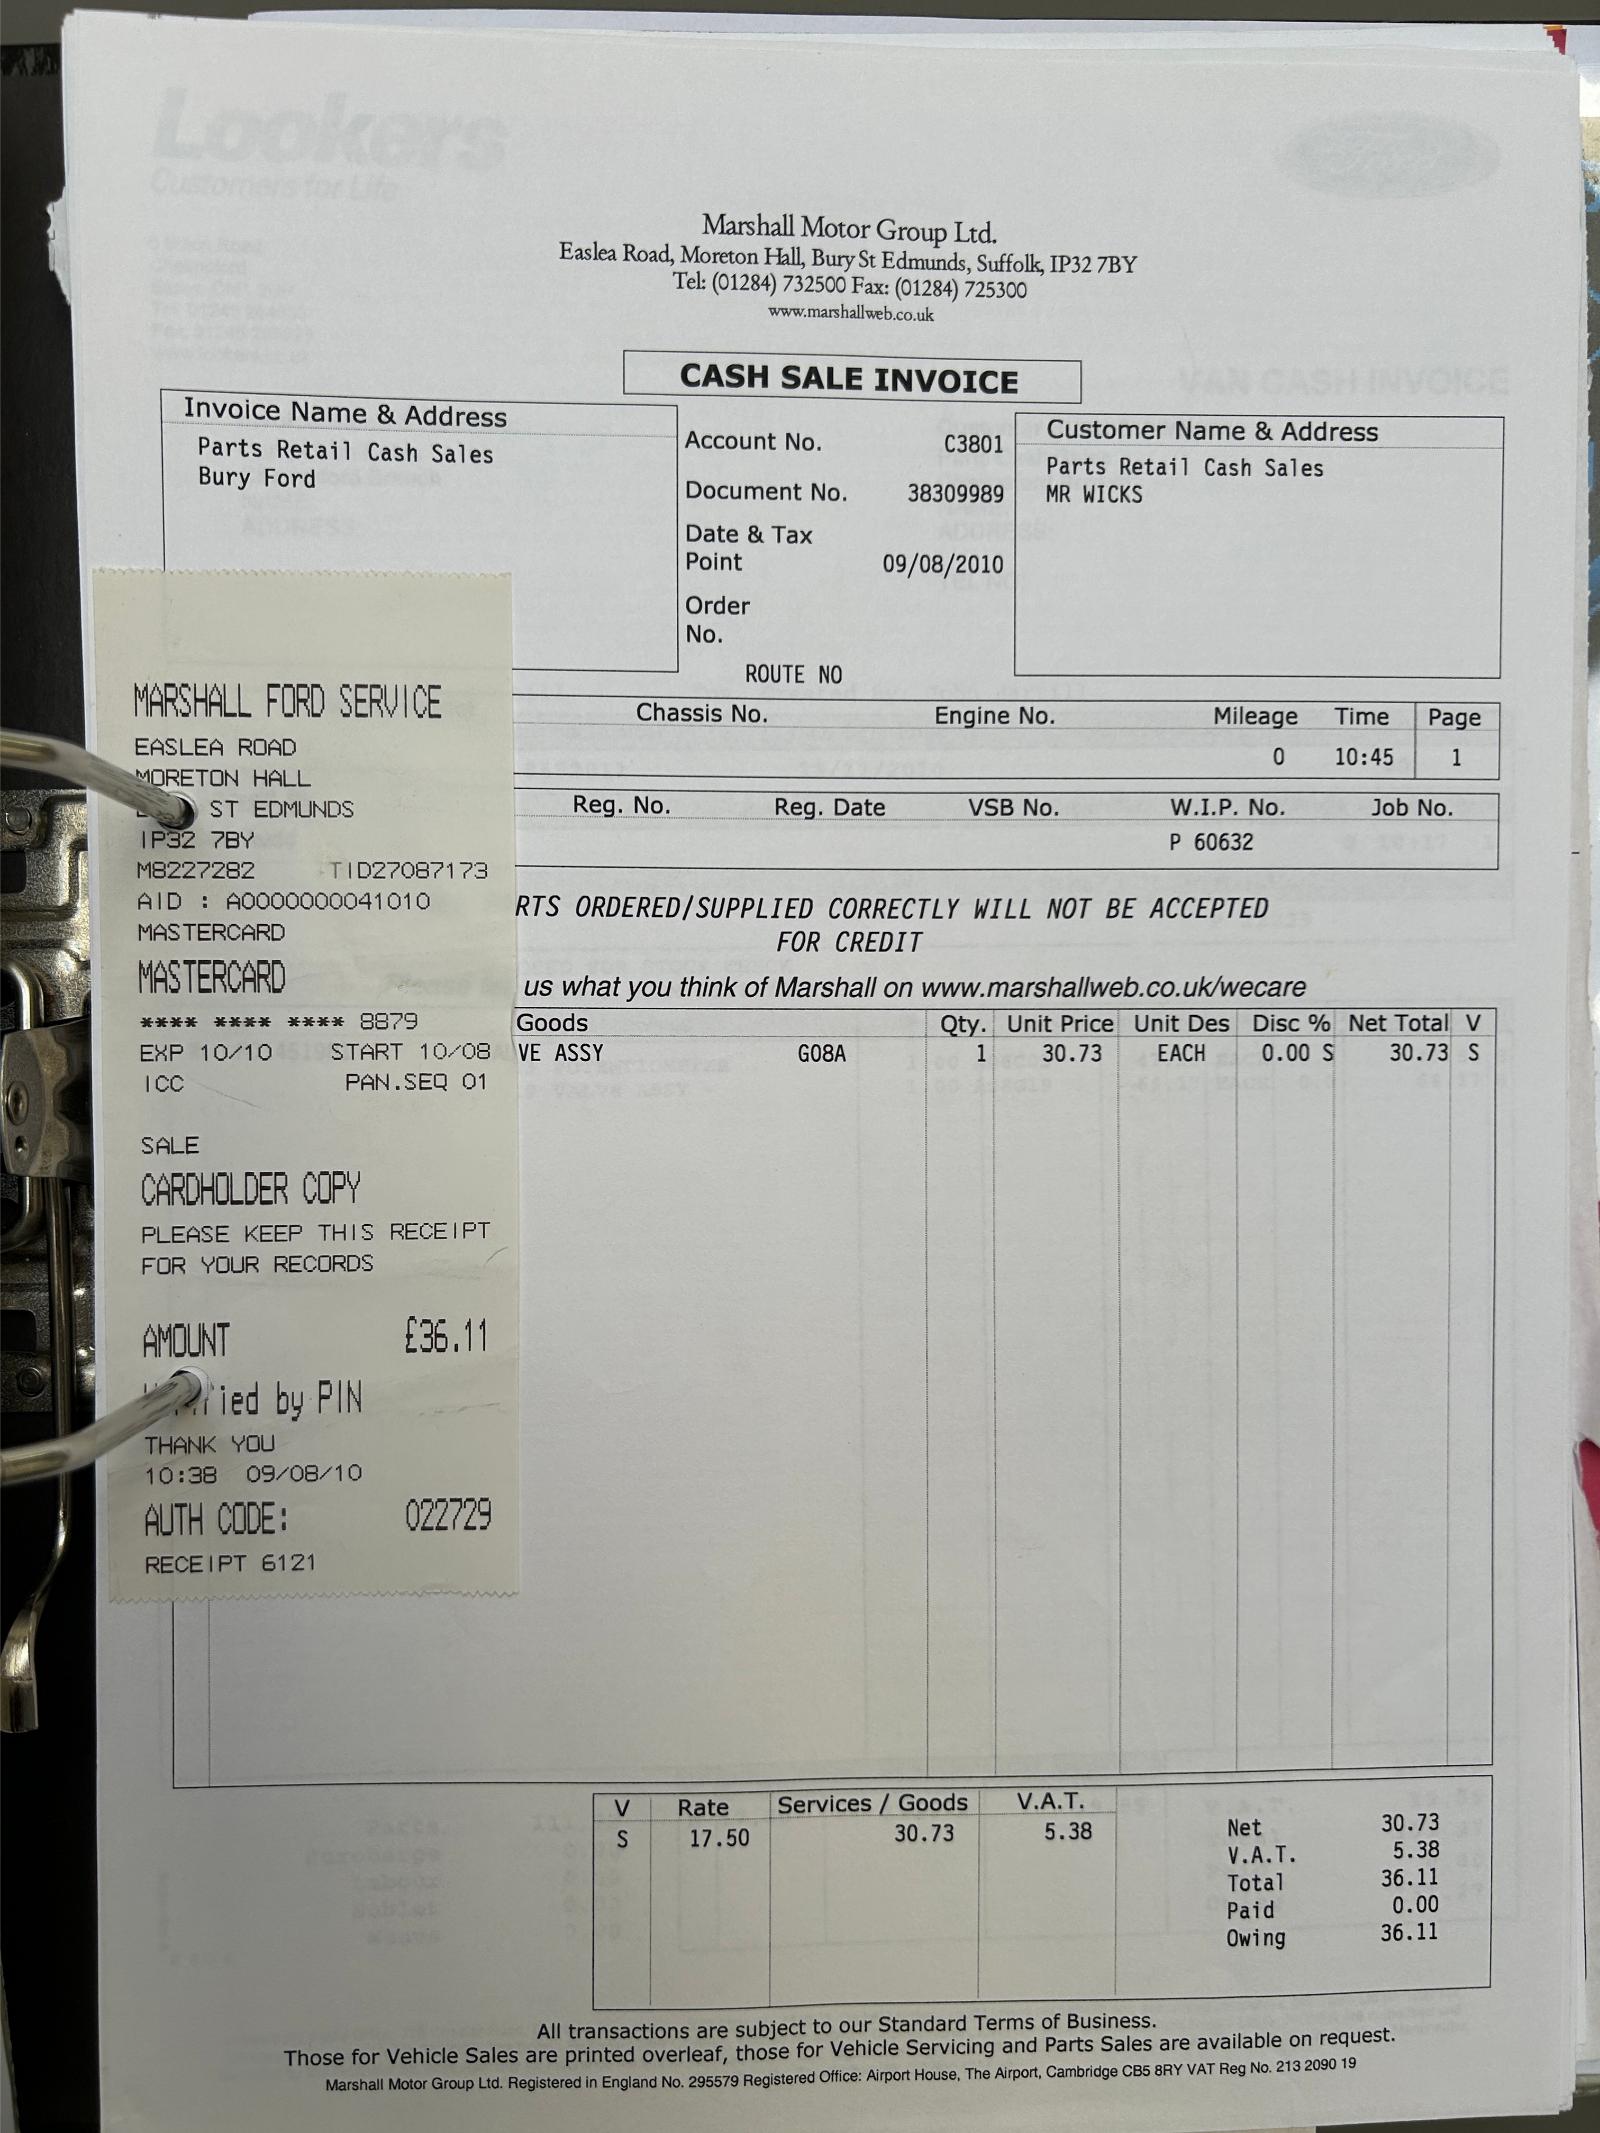 Lookers
Customers for Life
Marshall Motor Group Ltd.
Easlea Road, Moreton Hall, Bury St Edmunds, Suffolk, IP32 7BY
Tel: (01284) 732500 Fax: (01284) 725300
www.marshallweb.co.uk
VAN CASH INVOICE
CASH SALE INVOICE
Invoice Name & Address
Parts Retail Cash Sales
Bury Ford
Account No. C3801
Document No. 38309989
Date & Tax
Point 09/08/2010
Order
No.
ROUTE NO
Customer Name & Address
Parts Retail Cash Sales
MR WICKS
Chassis No. Engine No. Mileage Time Page
0 10:45 1
Reg. No. Reg. Date VSB No. W.I.P. No. Job No.
P 60632
RTS ORDERED/SUPPLIED CORRECTLY WILL NOT BE ACCEPTED
FOR CREDIT
us what you think of Marshall on www.marshallweb.co.uk/wecare
Goods Qty. Unit Price Unit Des Disc % Net Total V
VE ASSY G08A 1 30.73 EACH 0.00 S 30.73 S
MARSHALL FORD SERVICE
EASLEA ROAD
MORETON HALL
ST EDMUNDS
IP32 7BY
M8227282 TID27087173
AID : A0000000041010
MASTERCARD
MASTERCARD
**** **** **** 8879
EXP 10/10 START 10/08
ICC PAN.SEQ 01
SALE
CARDHOLDER COPY
PLEASE KEEP THIS RECEIPT
FOR YOUR RECORDS
AMOUNT £36.11
ied by PIN
THANK YOU
10:38 09/08/10
AUTH CODE: 022729
RECEIPT 6121
V Rate Services / Goods V.A.T.
S 17.50 30.73 5.38
Net 30.73
V.A.T. 5.38
Total 36.11
Paid 0.00
Owing 36.11
All transactions are subject to our Standard Terms of Business.
Those for Vehicle Sales are printed overleaf, those for Vehicle Servicing and Parts Sales are available on request.
Marshall Motor Group Ltd. Registered in England No. 295579 Registered Office: Airport House, The Airport, Cambridge CB5 8RY VAT Reg No. 213 2090 19